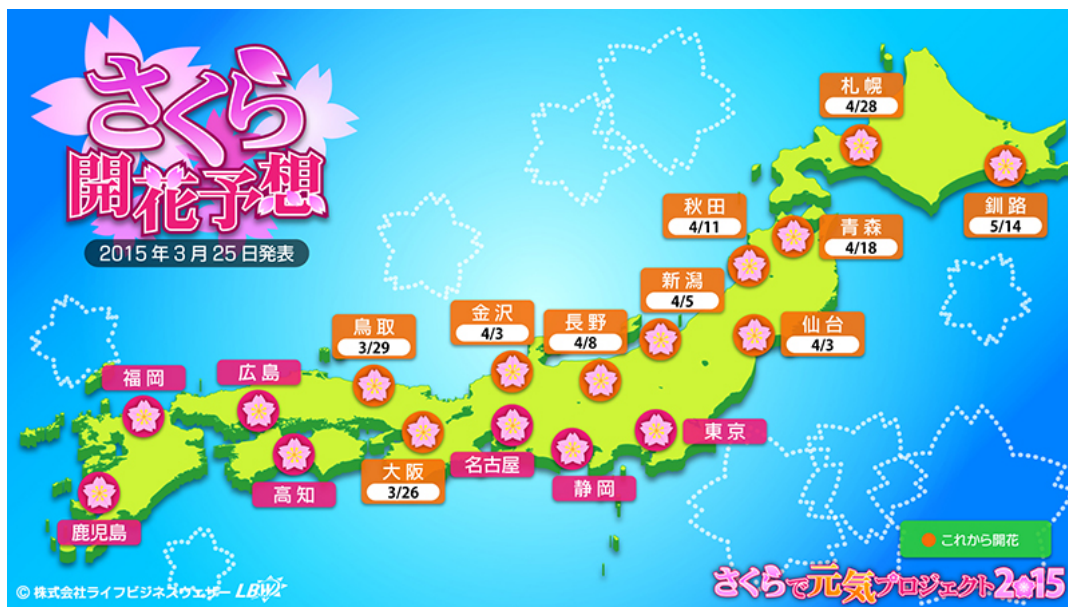 さくら
開花予想
2015年3月25日発表
札幌
4/28
釧路
5/14
秋田
4/11
青森
4/18
新潟
4/5
仙台
4/3
金沢
4/3
長野
4/8
鳥取
3/29
広島
福岡
東京
名古屋
大阪
3/26
静岡
高知
鹿児島
これから開花
さくらで元気プロジェクト2015
© 株式会社ライフビジネスウェザー LBW